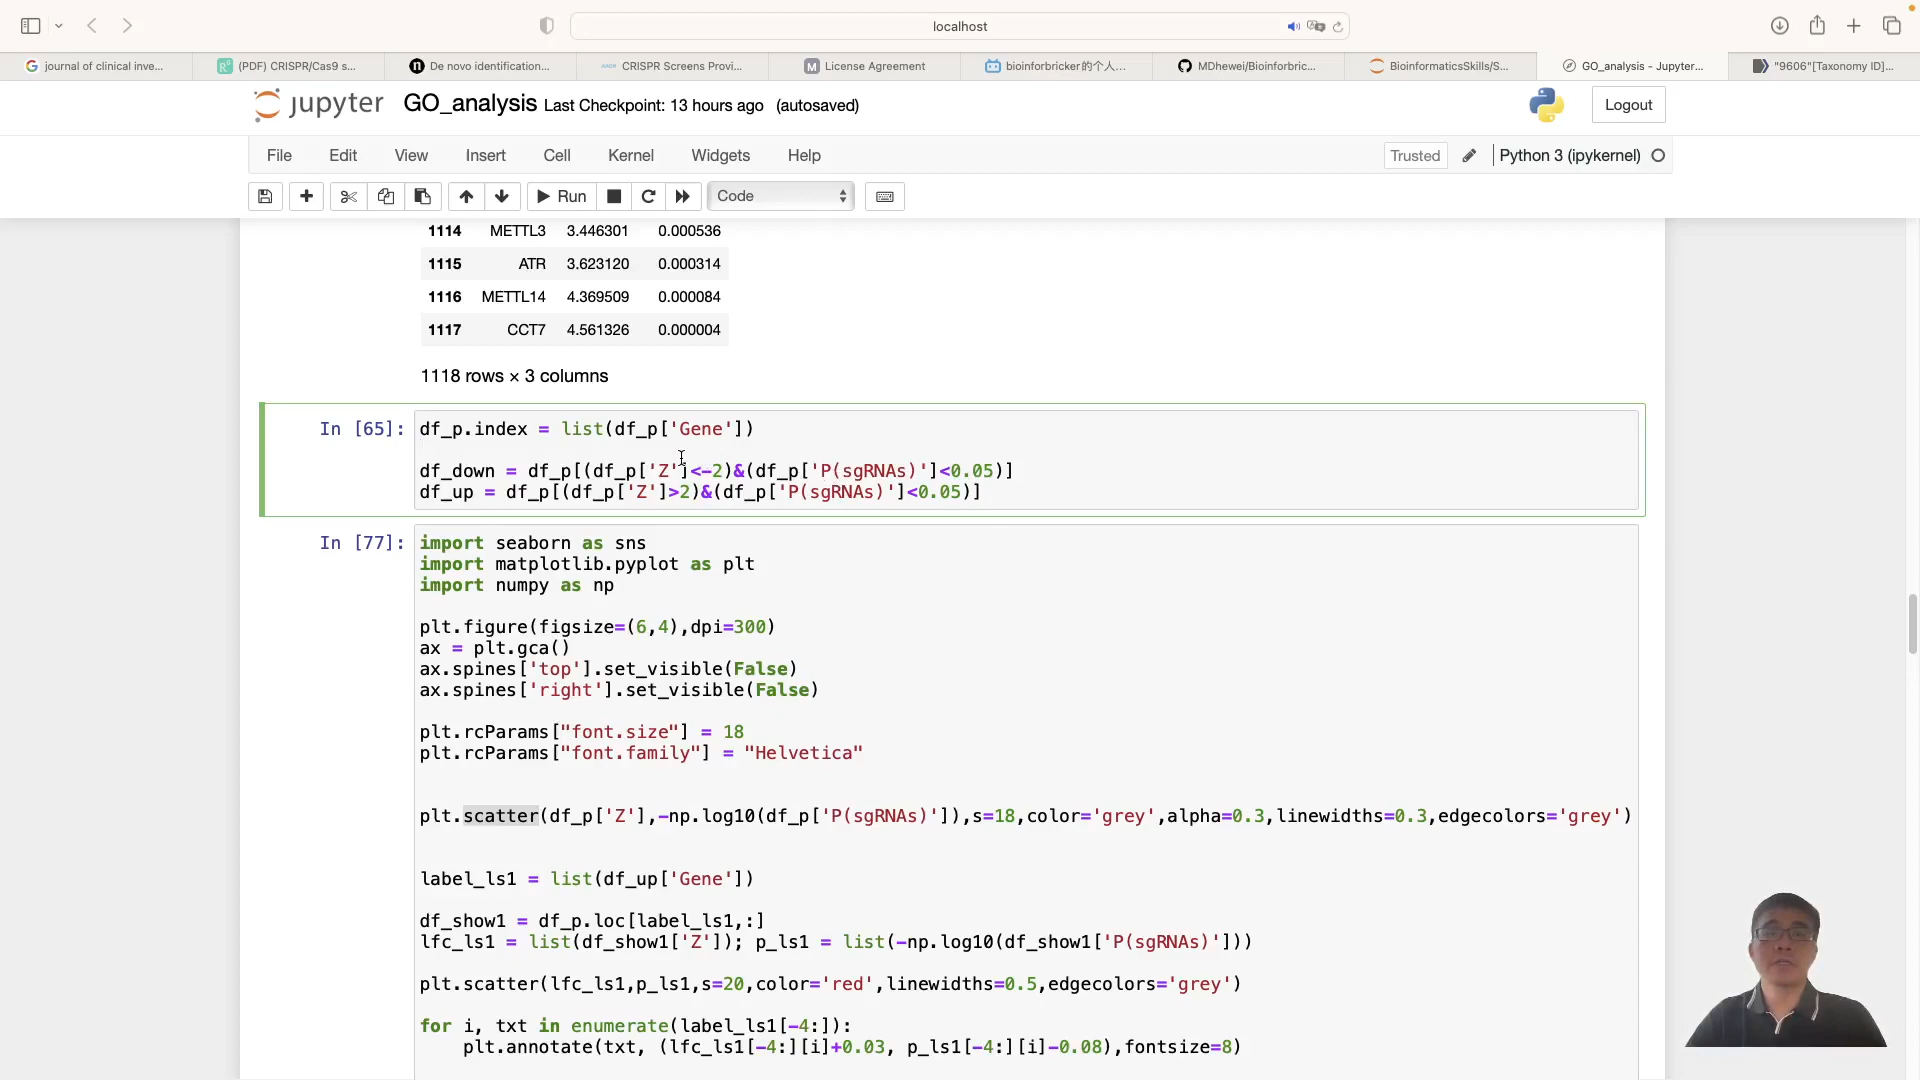 localhost
journal of clinical inve...
(PDF) CRISPR/Cas9 s...
De novo identification...
CRISPR Screens Provi...
License Agreement
bioinforbricker的个人...
MDhewei/Bioinforbric...
BioinformaticsSkills/S...
GO_analysis - Jupyter...
"9606"[Taxonomy ID]...
jupyter GO_analysis Last Checkpoint: 13 hours ago (autosaved)
Logout
File Edit View Insert Cell Kernel Widgets Help
Trusted Python 3 (ipykernel)
Run Code
1114 METTL3 3.446301 0.000536
1115 ATR 3.623120 0.000314
1116 METTL14 4.369509 0.000084
1117 CCT7 4.561326 0.000004
1118 rows × 3 columns
In [65]: df_p.index = list(df_p['Gene'])
df_down = df_p[(df_p['Z']<-2)&(df_p['P(sgRNAs)']<0.05)]
df_up = df_p[(df_p['Z']>2)&(df_p['P(sgRNAs)']<0.05)]
In [77]: import seaborn as sns
import matplotlib.pyplot as plt
import numpy as np
plt.figure(figsize=(6,4),dpi=300)
ax = plt.gca()
ax.spines['top'].set_visible(False)
ax.spines['right'].set_visible(False)
plt.rcParams["font.size"] = 18
plt.rcParams["font.family"] = "Helvetica"
plt.scatter(df_p['Z'],-np.log10(df_p['P(sgRNAs)']),s=18,color='grey',alpha=0.3,linewidths=0.3,edgecolors='grey')
label_ls1 = list(df_up['Gene'])
df_show1 = df_p.loc[label_ls1,:]
lfc_ls1 = list(df_show1['Z']); p_ls1 = list(-np.log10(df_show1['P(sgRNAs)']))
plt.scatter(lfc_ls1,p_ls1,s=20,color='red',linewidths=0.5,edgecolors='grey')
for i, txt in enumerate(label_ls1[-4:]):
plt.annotate(txt, (lfc_ls1[-4:][i]+0.03, p_ls1[-4:][i]-0.08),fontsize=8)